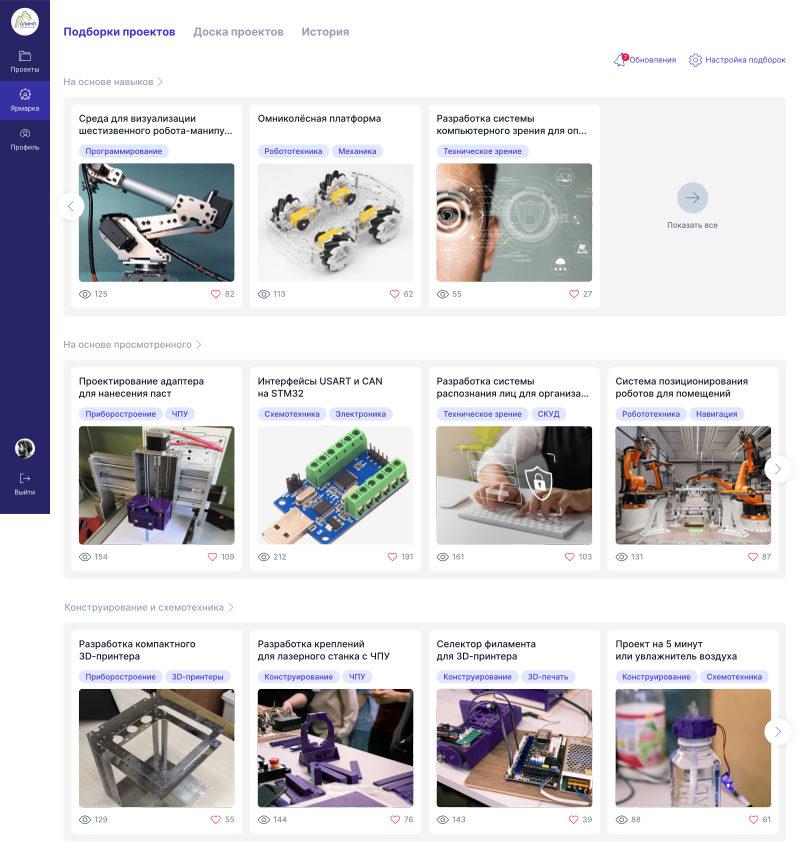 ОЛИМП
Проекты
Ярмарка
Профиль
Выйти
Подборки проектов
Доска проектов
История
Обновления
Настройка подборок
На основе навыков
Среда для визуализации
шестизвенного робота-манипу...
Программирование
125
82
Омниколёсная платформа
Робототехника
Механика
113
62
Разработка системы
компьютерного зрения для оп...
Техническое зрение
55
27
Показать все
На основе просмотренного
Проектирование адаптера
для нанесения паст
Приборостроение
ЧПУ
154
109
Интерфейсы USART и CAN
на STM32
Схемотехника
Электроника
212
191
Разработка системы
распознания лиц для организа...
Техническое зрение
СКУД
161
103
Система позиционирования
роботов для помещений
Робототехника
Навигация
131
87
Конструирование и схемотехника
Разработка компактного
3D-принтера
Приборостроение
3D-принтеры
129
55
Разработка креплений
для лазерного станка с ЧПУ
Конструирование
ЧПУ
144
76
Селектор филамента
для 3D-принтера
Конструирование
3D-печать
143
39
Проект на 5 минут
или увлажнитель воздуха
Конструирование
Схемотехника
88
61